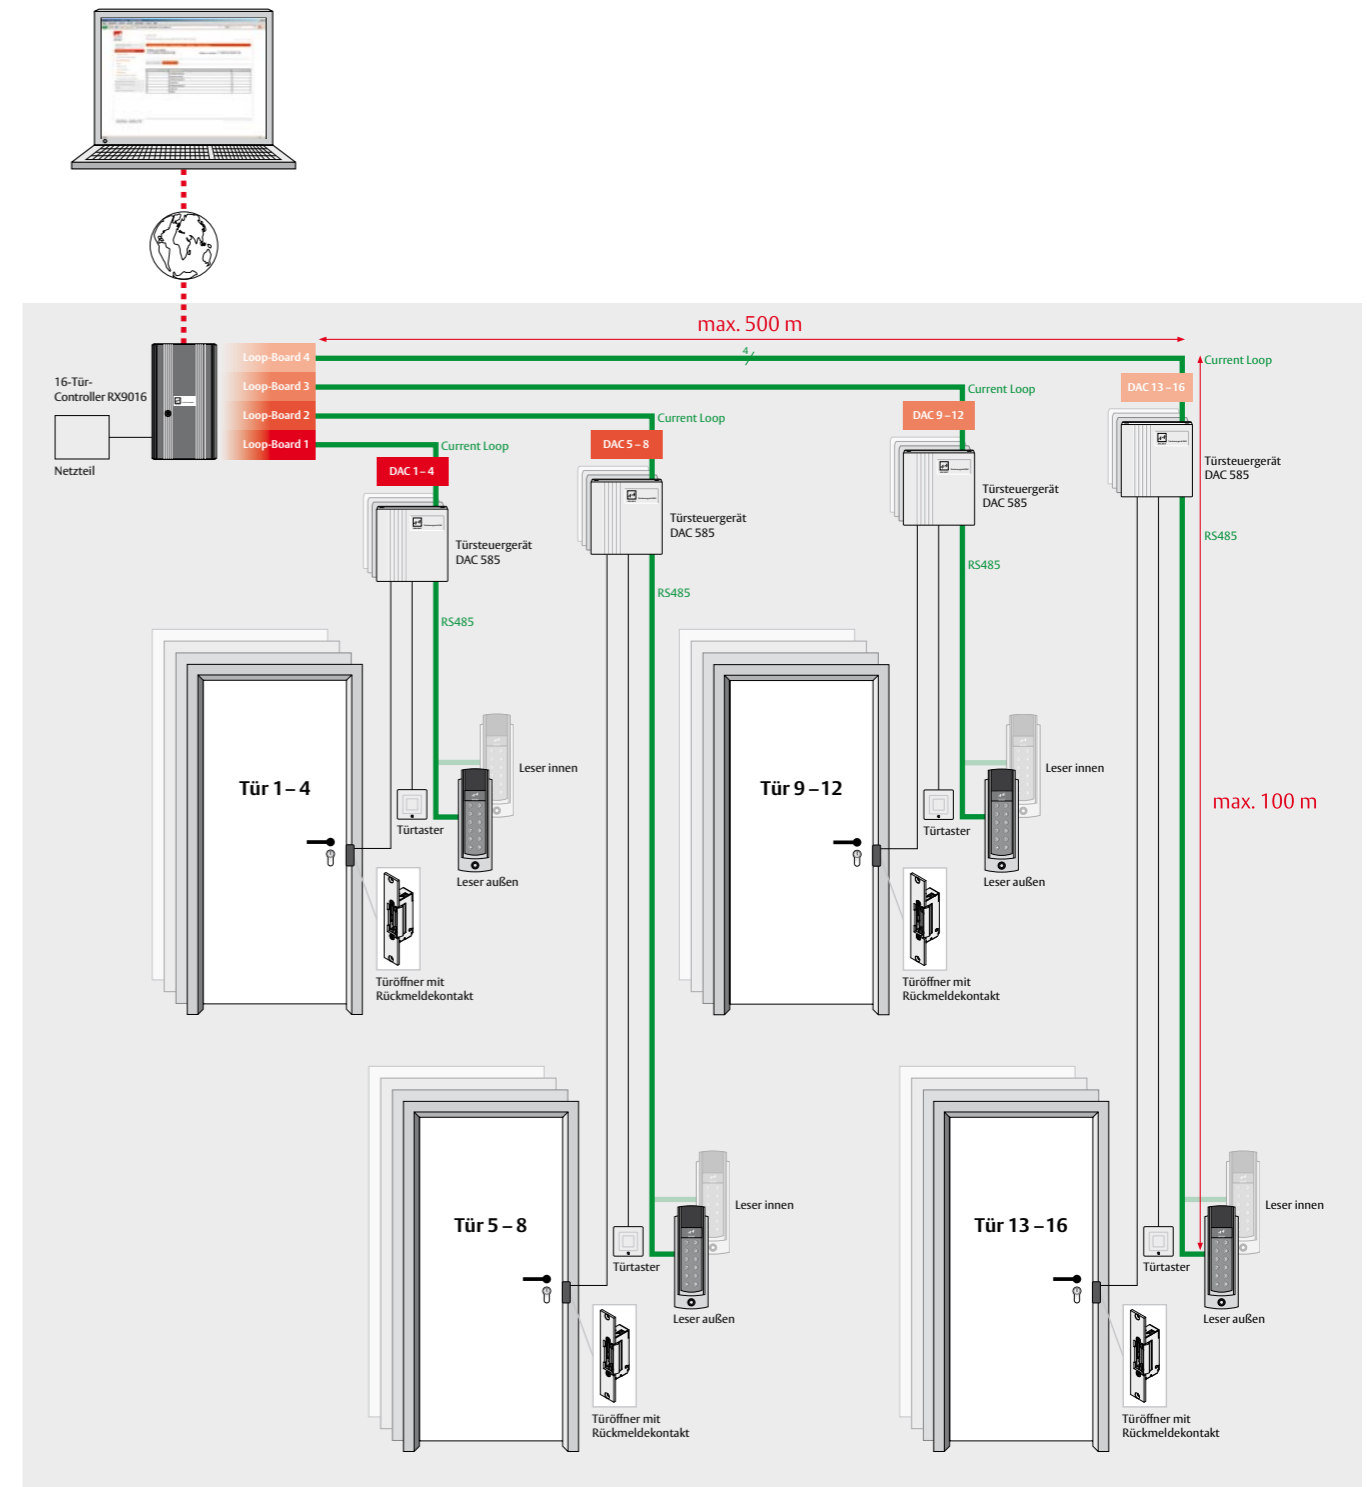 max. 500 m
4
Loop-Board 4
Loop-Board 3
Loop-Board 2
Loop-Board 1
16-Tür-
Controller RX9016
Netzteil
Current Loop
Current Loop
Current Loop
Current Loop
DAC 1 – 4
DAC 5 – 8
DAC 9 – 12
DAC 13 – 16
Türsteuergerät
DAC 585
Türsteuergerät
DAC 585
Türsteuergerät
DAC 585
Türsteuergerät
DAC 585
RS485
RS485
RS485
RS485
max. 100 m
Tür 1 – 4
Türtaster
Leser innen
Leser außen
Türöffner mit
Rückmeldekontakt
Tür 9 – 12
Türtaster
Leser innen
Leser außen
Türöffner mit
Rückmeldekontakt
Tür 5 – 8
Türtaster
Leser innen
Leser außen
Türöffner mit
Rückmeldekontakt
Tür 13 – 16
Türtaster
Leser innen
Leser außen
Türöffner mit
Rückmeldekontakt